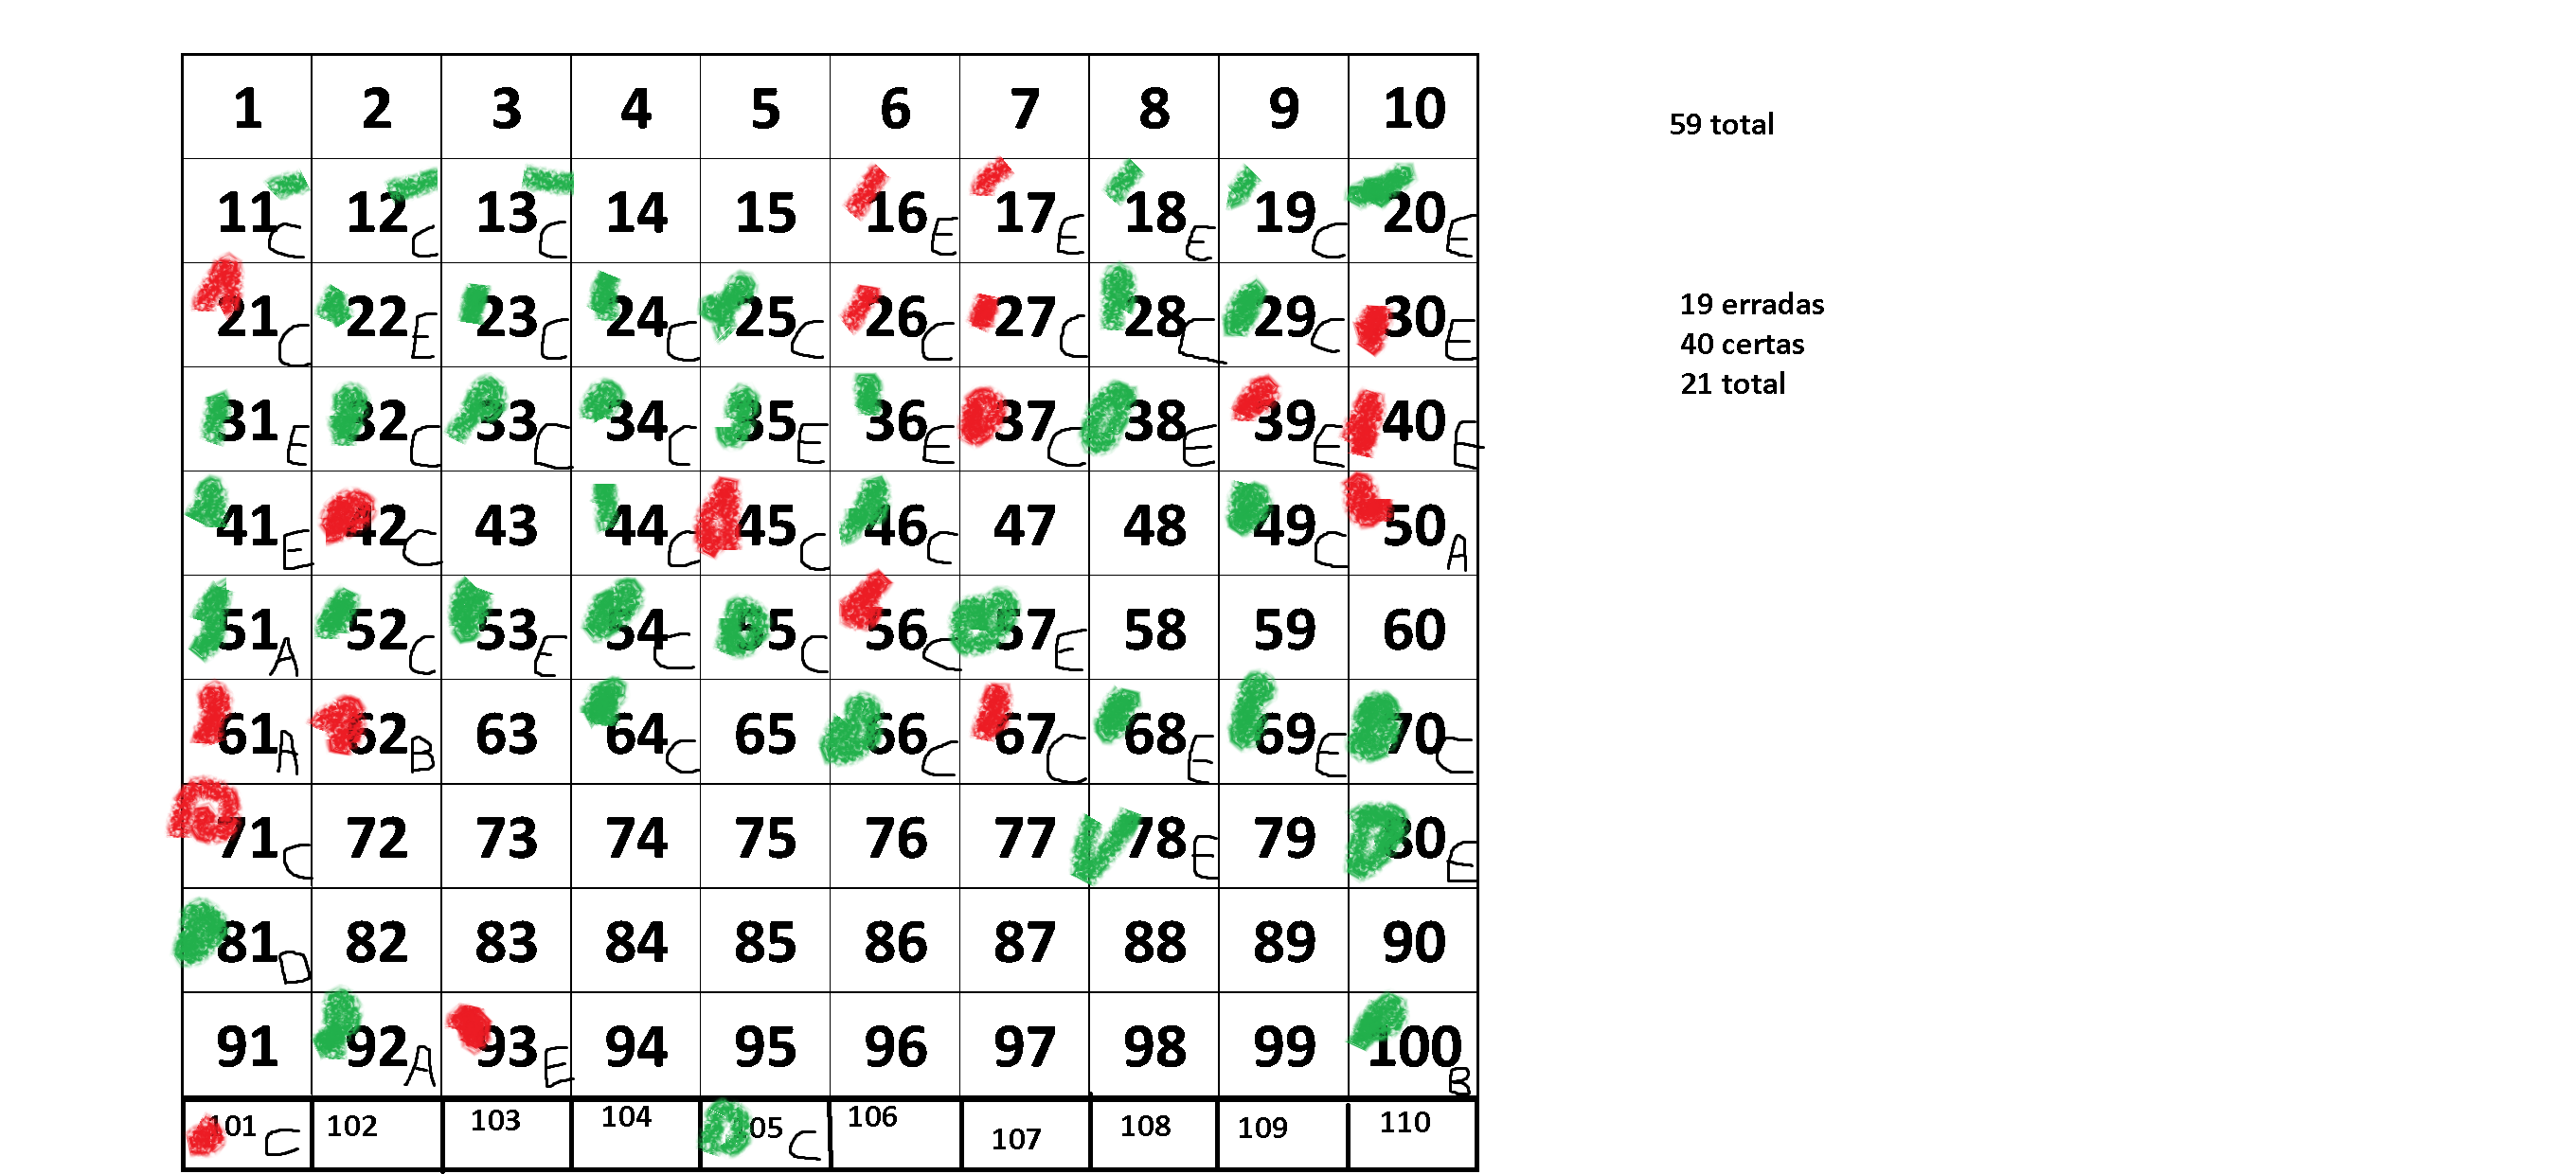 1 2 3 4 5 6 7 8 9 10
59 total
11 C 12 C 13 C 14 15 16 E 17 E 18 E 19 C 20 E
21 C 22 E 23 C 24 C 25 C 26 C 27 C 28 C 29 C 30 E
19 erradas
40 certas
21 total
31 E 32 C 33 C 34 C 35 E 36 E 37 C 38 E 39 E 40 E
41 E 42 C 43 44 C 45 C 46 C 47 48 49 C 50 A
51 A 52 C 53 E 54 C 55 C 56 C 57 E 58 59 60
61 A 62 B 63 64 C 65 66 C 67 C 68 E 69 E 70 C
71 C 72 73 74 75 76 77 78 E 79 80 E
81 D 82 83 84 85 86 87 88 89 90
91 92 A 93 E 94 95 96 97 98 99 100 B
101 C 102 103 104 105 C 106 107 108 109 110